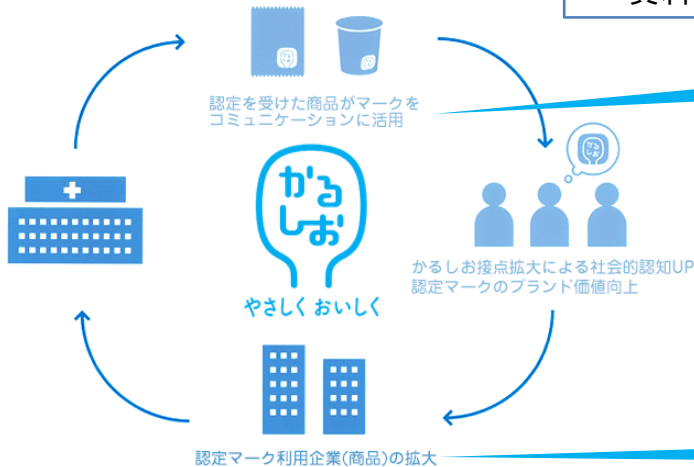 認定を受けた商品がマークを
コミュニケーションに活用
かるしお
かる
しお
やさしく おいしく
かるしお接点拡大による社会的認知UP
認定マークのブランド価値向上
認定マーク利用企業(商品)の拡大